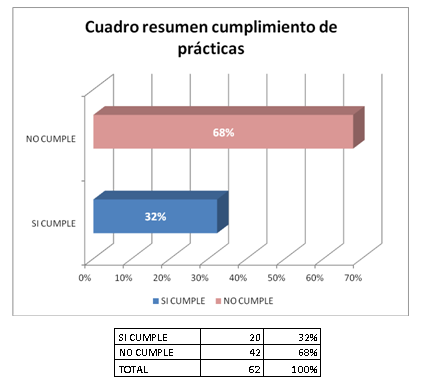 Cuadro resumen cumplimiento de
prácticas
NO CUMPLE
68%
SI CUMPLE
32%
0% 10% 20% 30% 40% 50% 60% 70%
SI CUMPLE NO CUMPLE
SI CUMPLE 20 32%
NO CUMPLE 42 68%
TOTAL 62 100%